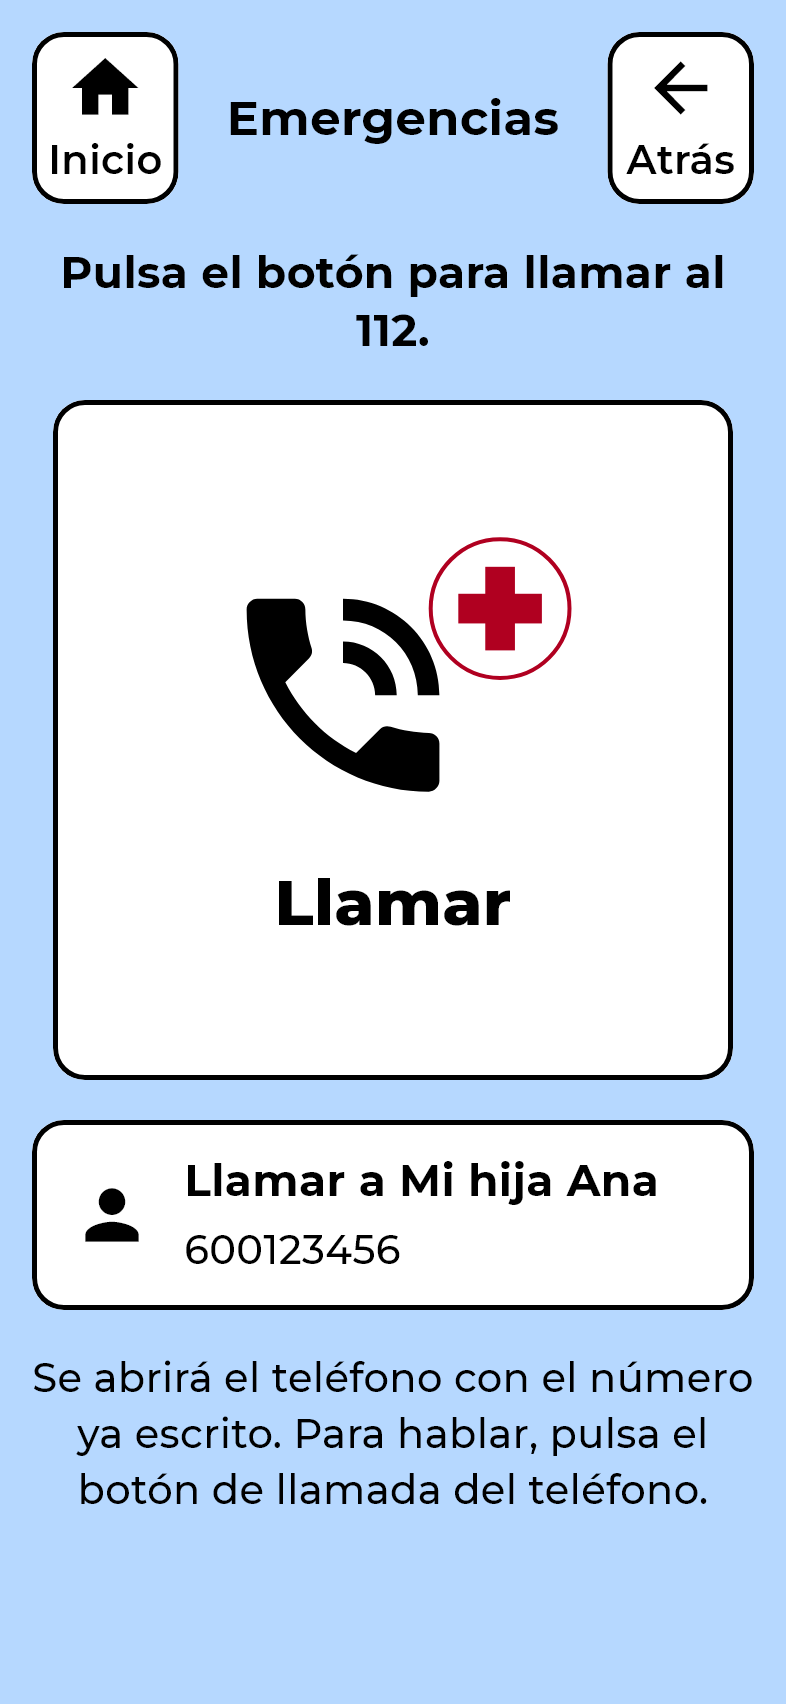 Inicio
Emergencias
Atrás
Pulsa el botón para llamar al
112.
Llamar
Llamar a Mi hija Ana
600123456
Se abrirá el teléfono con el número
ya escrito. Para hablar, pulsa el
botón de llamada del teléfono.